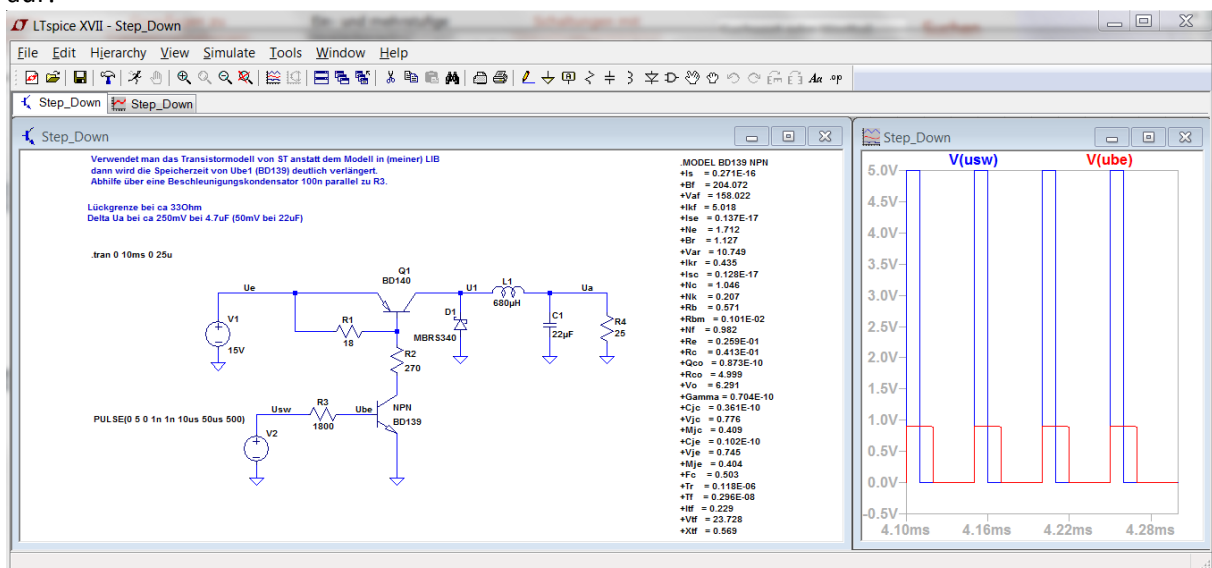 LTspice XVII - Step_Down
File Edit Hierarchy View Simulate Tools Window Help
Step_Down Step_Down
Step_Down
Verwendet man das Transistormodell von ST anstatt dem Modell in (meiner) LIB
dann wird die Speicherzeit von Ube1 (BD139) deutlich verlängert.
Abhilfe über eine Beschleunigungskondensator 100n parallel zu R3.
Lückgrenze bei ca 33Ohm
Delta Ua bei ca 250mV bei 4.7uF (50mV bei 22uF)
.tran 0 10ms 0 25u
Q1
BD140
Ue
U1
L1
680µH
Ua
V1
15V
R1
18
D1
MBRS340
C1
22µF
R4
25
R2
270
Usw
R3
1800
Ube
NPN
BD139
PULSE(0 5 0 1n 1n 10us 50us 500)
V2
.MODEL BD139 NPN
+Is = 0.271E-16
+Bf = 204.072
+Vaf = 158.022
+Ikf = 5.018
+Ise = 0.137E-17
+Ne = 1.712
+Br = 1.127
+Var = 10.749
+Ikr = 0.435
+Isc = 0.128E-17
+Nc = 1.046
+Nk = 0.207
+Rb = 0.571
+Rbm = 0.101E-02
+Nf = 0.982
+Re = 0.259E-01
+Rc = 0.413E-01
+Qco = 0.873E-10
+Rco = 4.999
+Vo = 6.291
+Gamma = 0.704E-10
+Cjc = 0.361E-10
+Vjc = 0.776
+Mjc = 0.409
+Cje = 0.102E-10
+Vje = 0.745
+Mje = 0.404
+Fc = 0.503
+Tr = 0.118E-06
+Tf = 0.296E-08
+Itf = 0.229
+Vtf = 23.728
+Xtf = 0.569
Step_Down
V(usw) V(ube)
5.0V
4.5V
4.0V
3.5V
3.0V
2.5V
2.0V
1.5V
1.0V
0.5V
0.0V
-0.5V
4.10ms 4.16ms 4.22ms 4.28ms